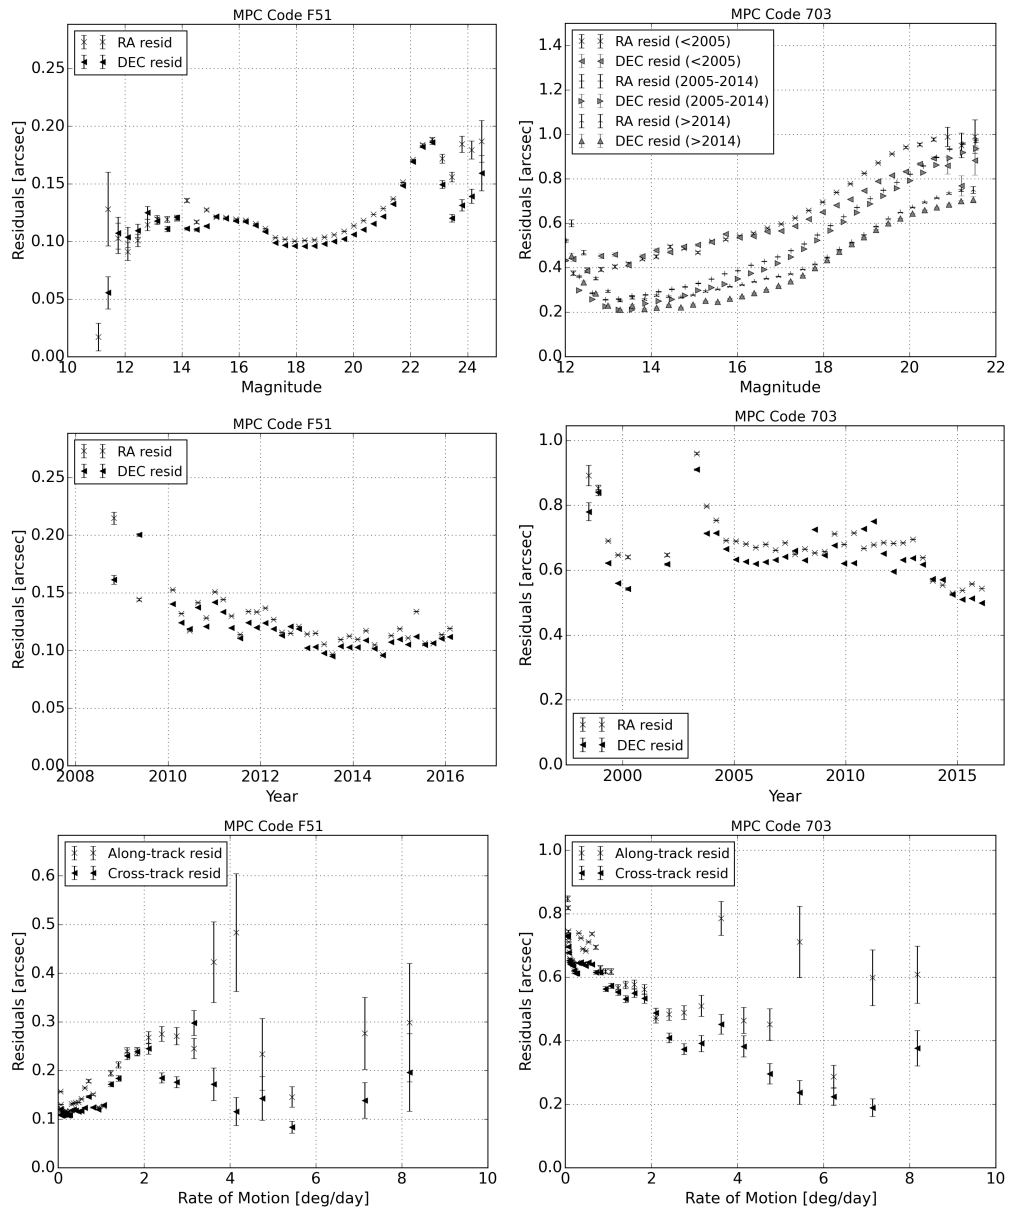 MPC Code F51
RA resid
DEC resid
Residuals [arcsec]
0.25
0.20
0.15
0.10
0.05
0.00
10 12 14 16 18 20 22 24
Magnitude
MPC Code 703
RA resid (<2005)
DEC resid (<2005)
RA resid (2005-2014)
DEC resid (2005-2014)
RA resid (>2014)
DEC resid (>2014)
Residuals [arcsec]
1.4
1.2
1.0
0.8
0.6
0.4
0.2
0.0
12 14 16 18 20 22
Magnitude
MPC Code F51
RA resid
DEC resid
Residuals [arcsec]
0.25
0.20
0.15
0.10
0.05
0.00
2008 2010 2012 2014 2016
Year
MPC Code 703
Residuals [arcsec]
1.0
0.8
0.6
0.4
0.2
0.0
RA resid
DEC resid
2000 2005 2010 2015
Year
MPC Code F51
Along-track resid
Cross-track resid
Residuals [arcsec]
0.6
0.5
0.4
0.3
0.2
0.1
0.0
0 2 4 6 8 10
Rate of Motion [deg/day]
MPC Code 703
Along-track resid
Cross-track resid
Residuals [arcsec]
1.0
0.8
0.6
0.4
0.2
0.0
0 2 4 6 8 10
Rate of Motion [deg/day]